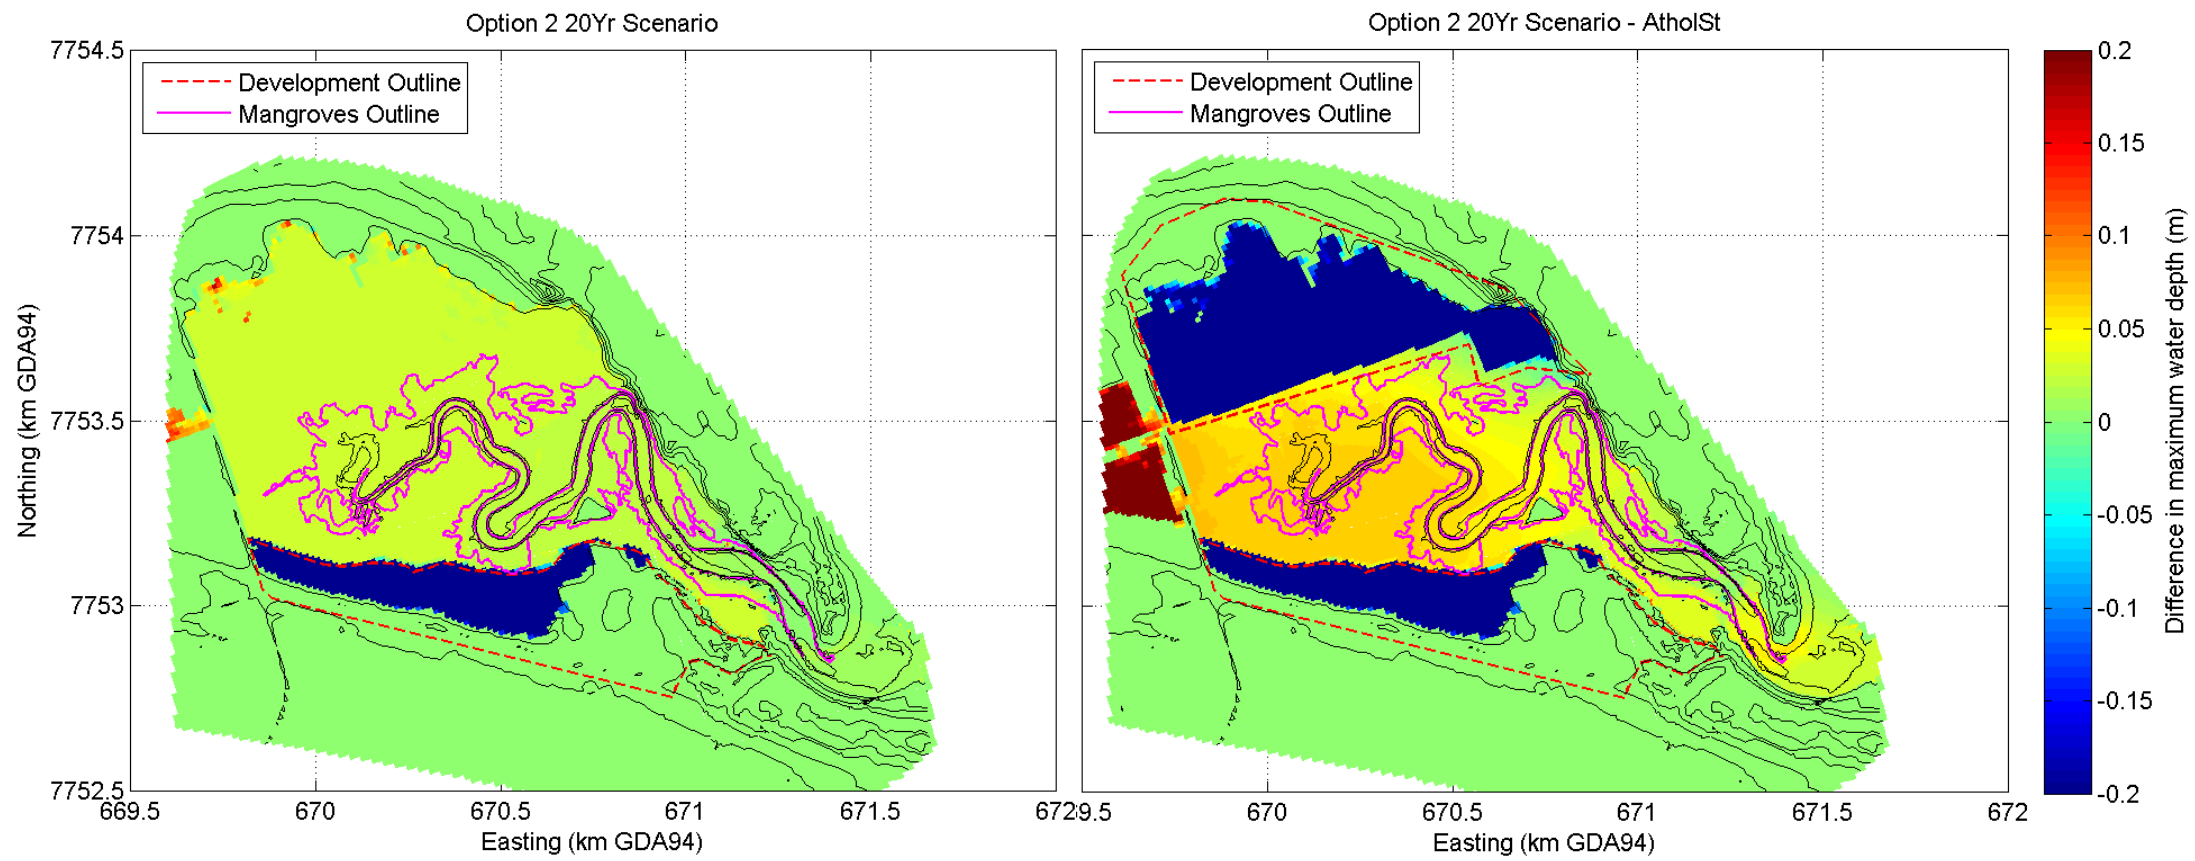 Option 2 20Yr Scenario
Option 2 20Yr Scenario - AtholSt
Development Outline
Mangroves Outline
Development Outline
Mangroves Outline
7754.5
7754
7753.5
7753
7752.5
Northing (km GDA94)
669.5 670 670.5 671 671.5 672
Easting (km GDA94)
9.5 670 670.5 671 671.5 672
Easting (km GDA94)
0.2
0.15
0.1
0.05
0
-0.05
-0.1
-0.15
-0.2
Difference in maximum water depth (m)